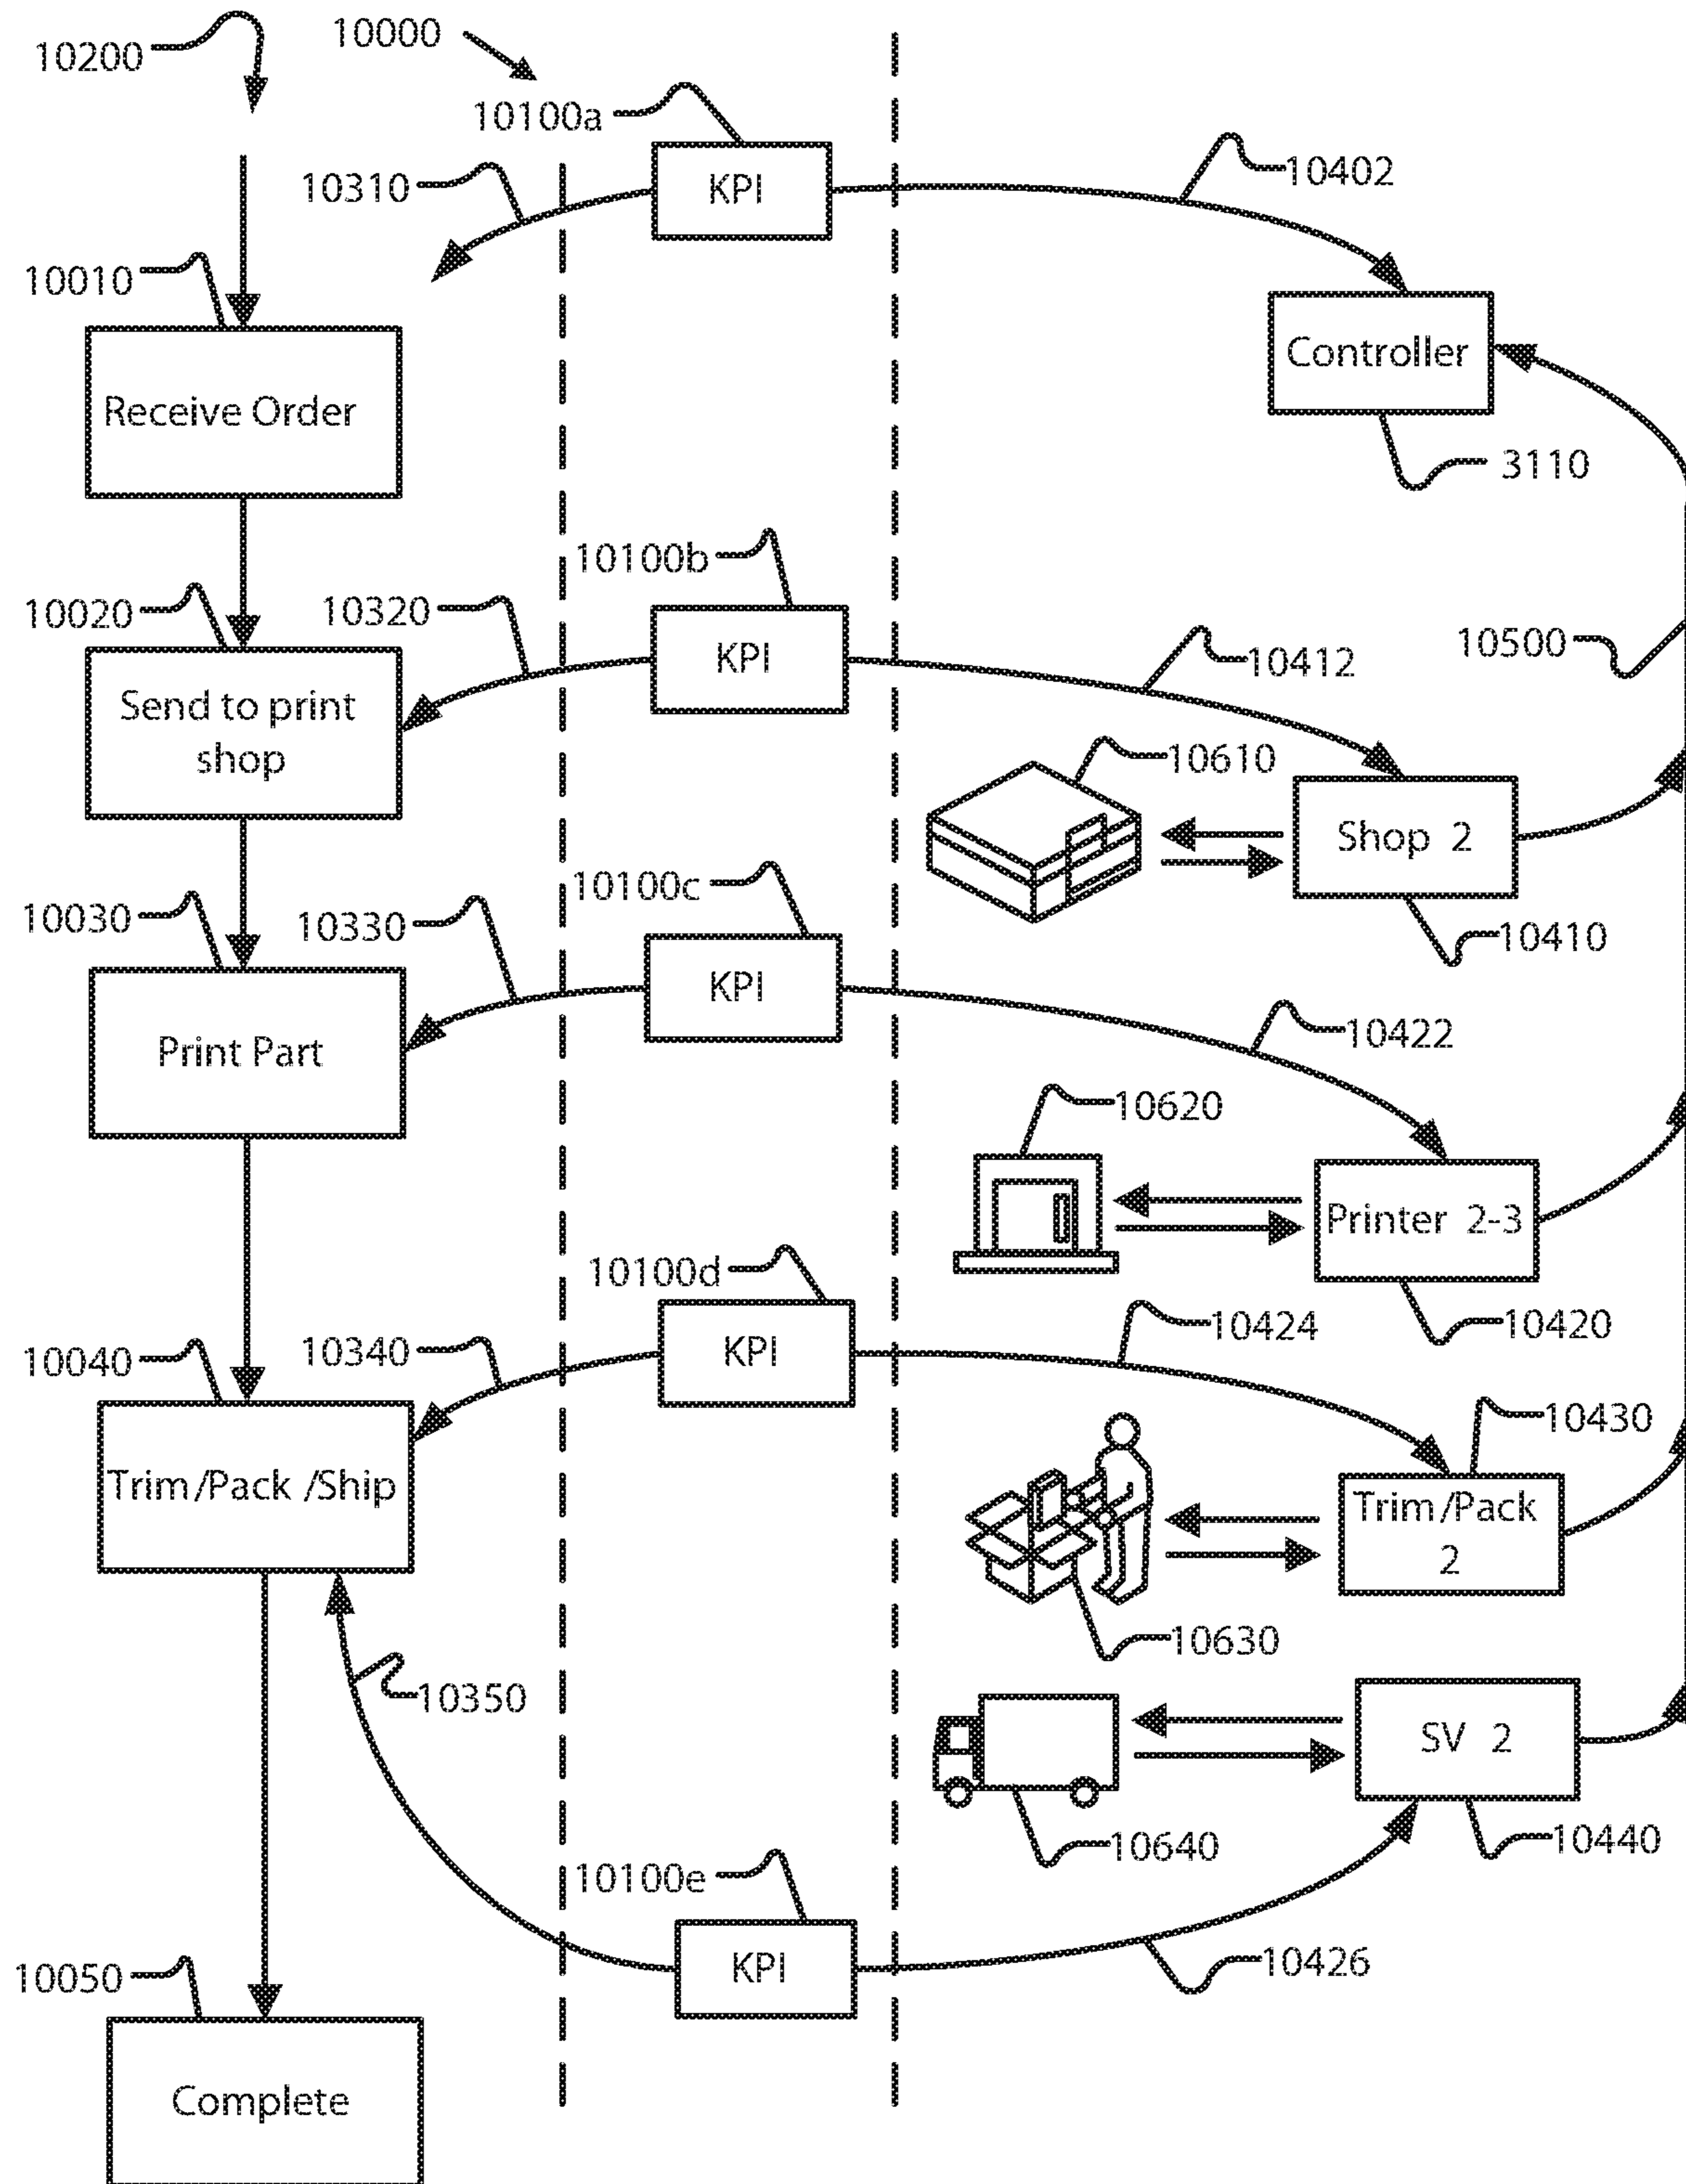 10200
10000
10100a
KPI
10310
10402
10010
Controller
Receive Order
3110
10100b
10020
10320
KPI
10412
10500
Send to print
shop
10610
Shop 2
10100c
10030
10330
10410
KPI
10422
Print Part
10620
Printer 2-3
10100d
10424
10420
10040
10340
KPI
10430
Trim/Pack /Ship
Trim/Pack
2
10630
10350
SV 2
10640
10440
10100e
10050
KPI
10426
Complete